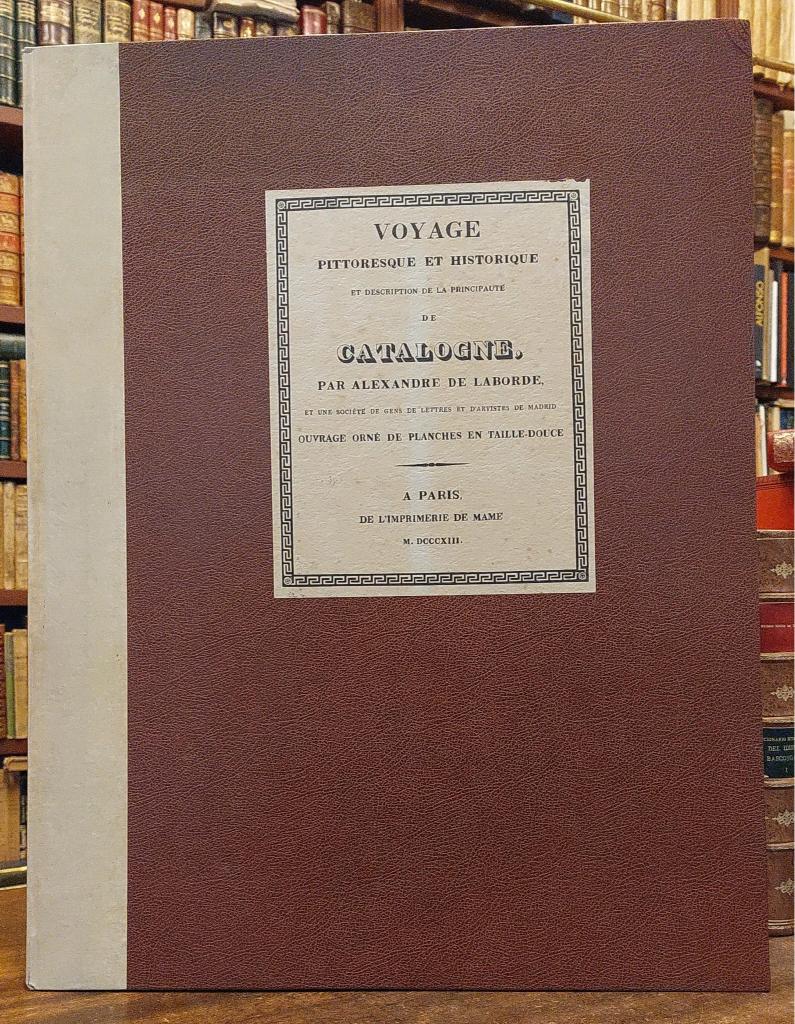 VOYAGE
PITTORESQUE ET HISTORIQUE
ET DESCRIPTION DE LA PRINCIPAUTÉ
DE
CATALOGNE,
PAR ALEXANDRE DE LABORDE,
ET UNE SOCIÉTÉ DE GENS DE LETTRES ET D'ARTISTES DE MADRID
OUVRAGE ORNÉ DE PLANCHES EN TAILLE-DOUCE
A PARIS,
DE L'IMPRIMERIE DE MAME
M. DCCCXIII.
ALFONSO
DEL